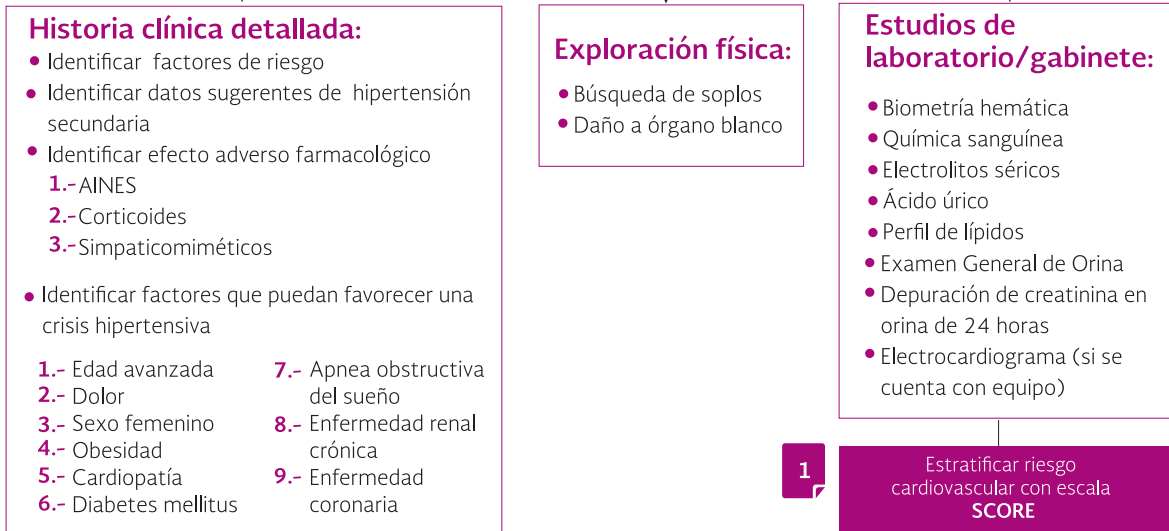 Historia clínica detallada:
• Identificar factores de riesgo
• Identificar datos sugerentes de hipertensión
secundaria
• Identificar efecto adverso farmacológico
1.- AINES
2.- Corticoides
3.- Simpaticomiméticos
• Identificar factores que puedan favorecer una
crisis hipertensiva
1.- Edad avanzada
2.- Dolor
3.- Sexo femenino
4.- Obesidad
5.- Cardiopatía
6.- Diabetes mellitus
7.- Apnea obstructiva
del sueño
8.- Enfermedad renal
crónica
9.- Enfermedad
coronaria
Exploración física:
• Búsqueda de soplos
• Daño a órgano blanco
Estudios de
laboratorio/gabinete:
• Biometría hemática
• Química sanguínea
• Electrolitos séricos
• Ácido úrico
• Perfil de lípidos
• Examen General de Orina
• Depuración de creatinina en
orina de 24 horas
• Electrocardiograma (si se
cuenta con equipo)
1
Estratificar riesgo
cardiovascular con escala
SCORE